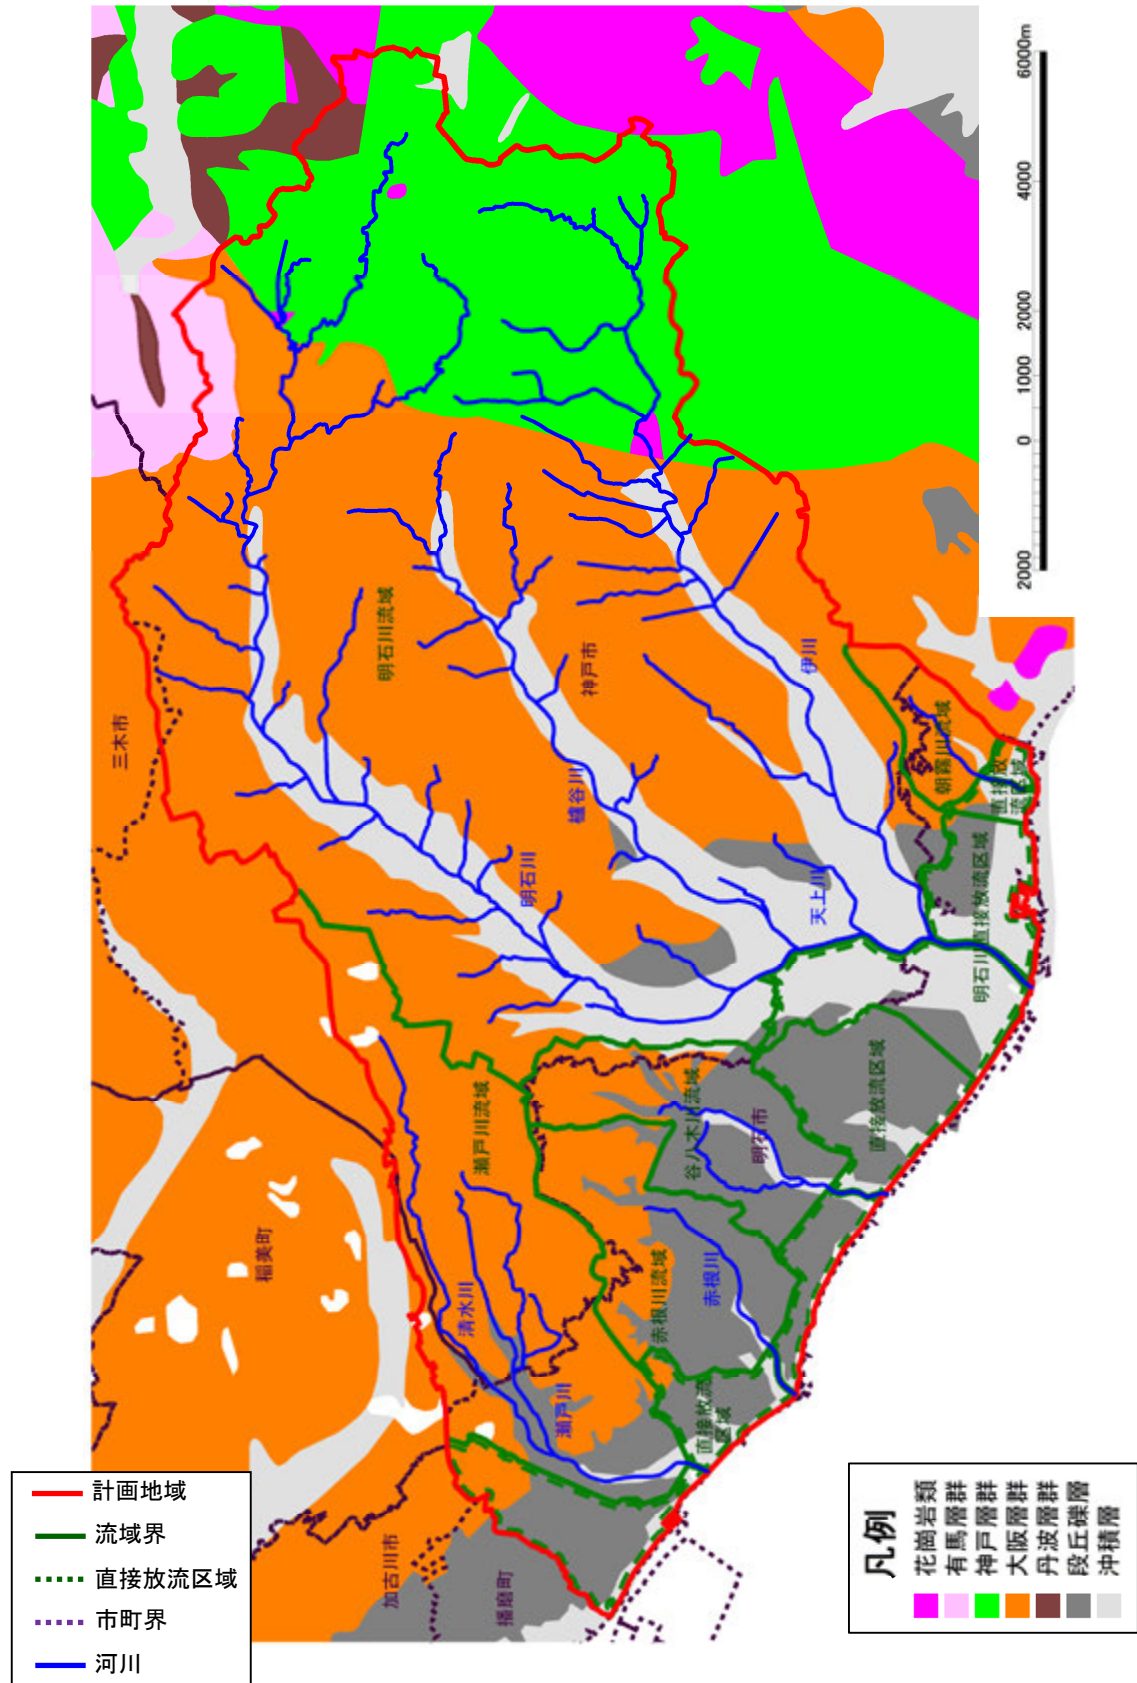 6000m
4000
2000
1000
0
2000
三木市
明石川流域
神戸市
伊川
朝霧川流域
直接放
流区域
櫨谷川
明石川
天上川
明石川直接放流区域
瀬戸川流域
谷八木川流域
明石市
直接放流区域
稲美町
清水川
赤根川流域
赤根川
瀬戸川
直接放流
区域
加古川市
播磨町
計画地域
流域界
直接放流区域
市町界
河川
凡例
花崗岩類
有馬層群
神戸層群
大阪層群
丹波層群
段丘礫層
沖積層